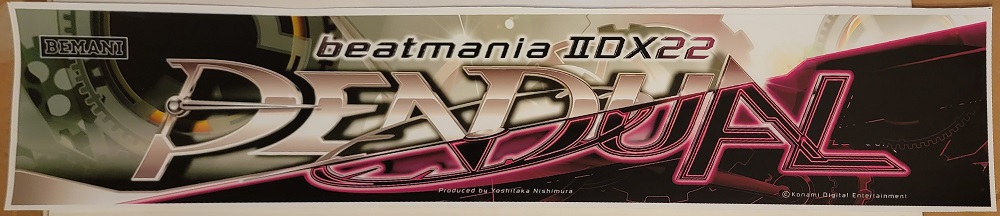 BEMANI
beatmania IIDX22
PENDUAL
Produced by Yoshitaka Nishimura
©Konami Digital Entertainment